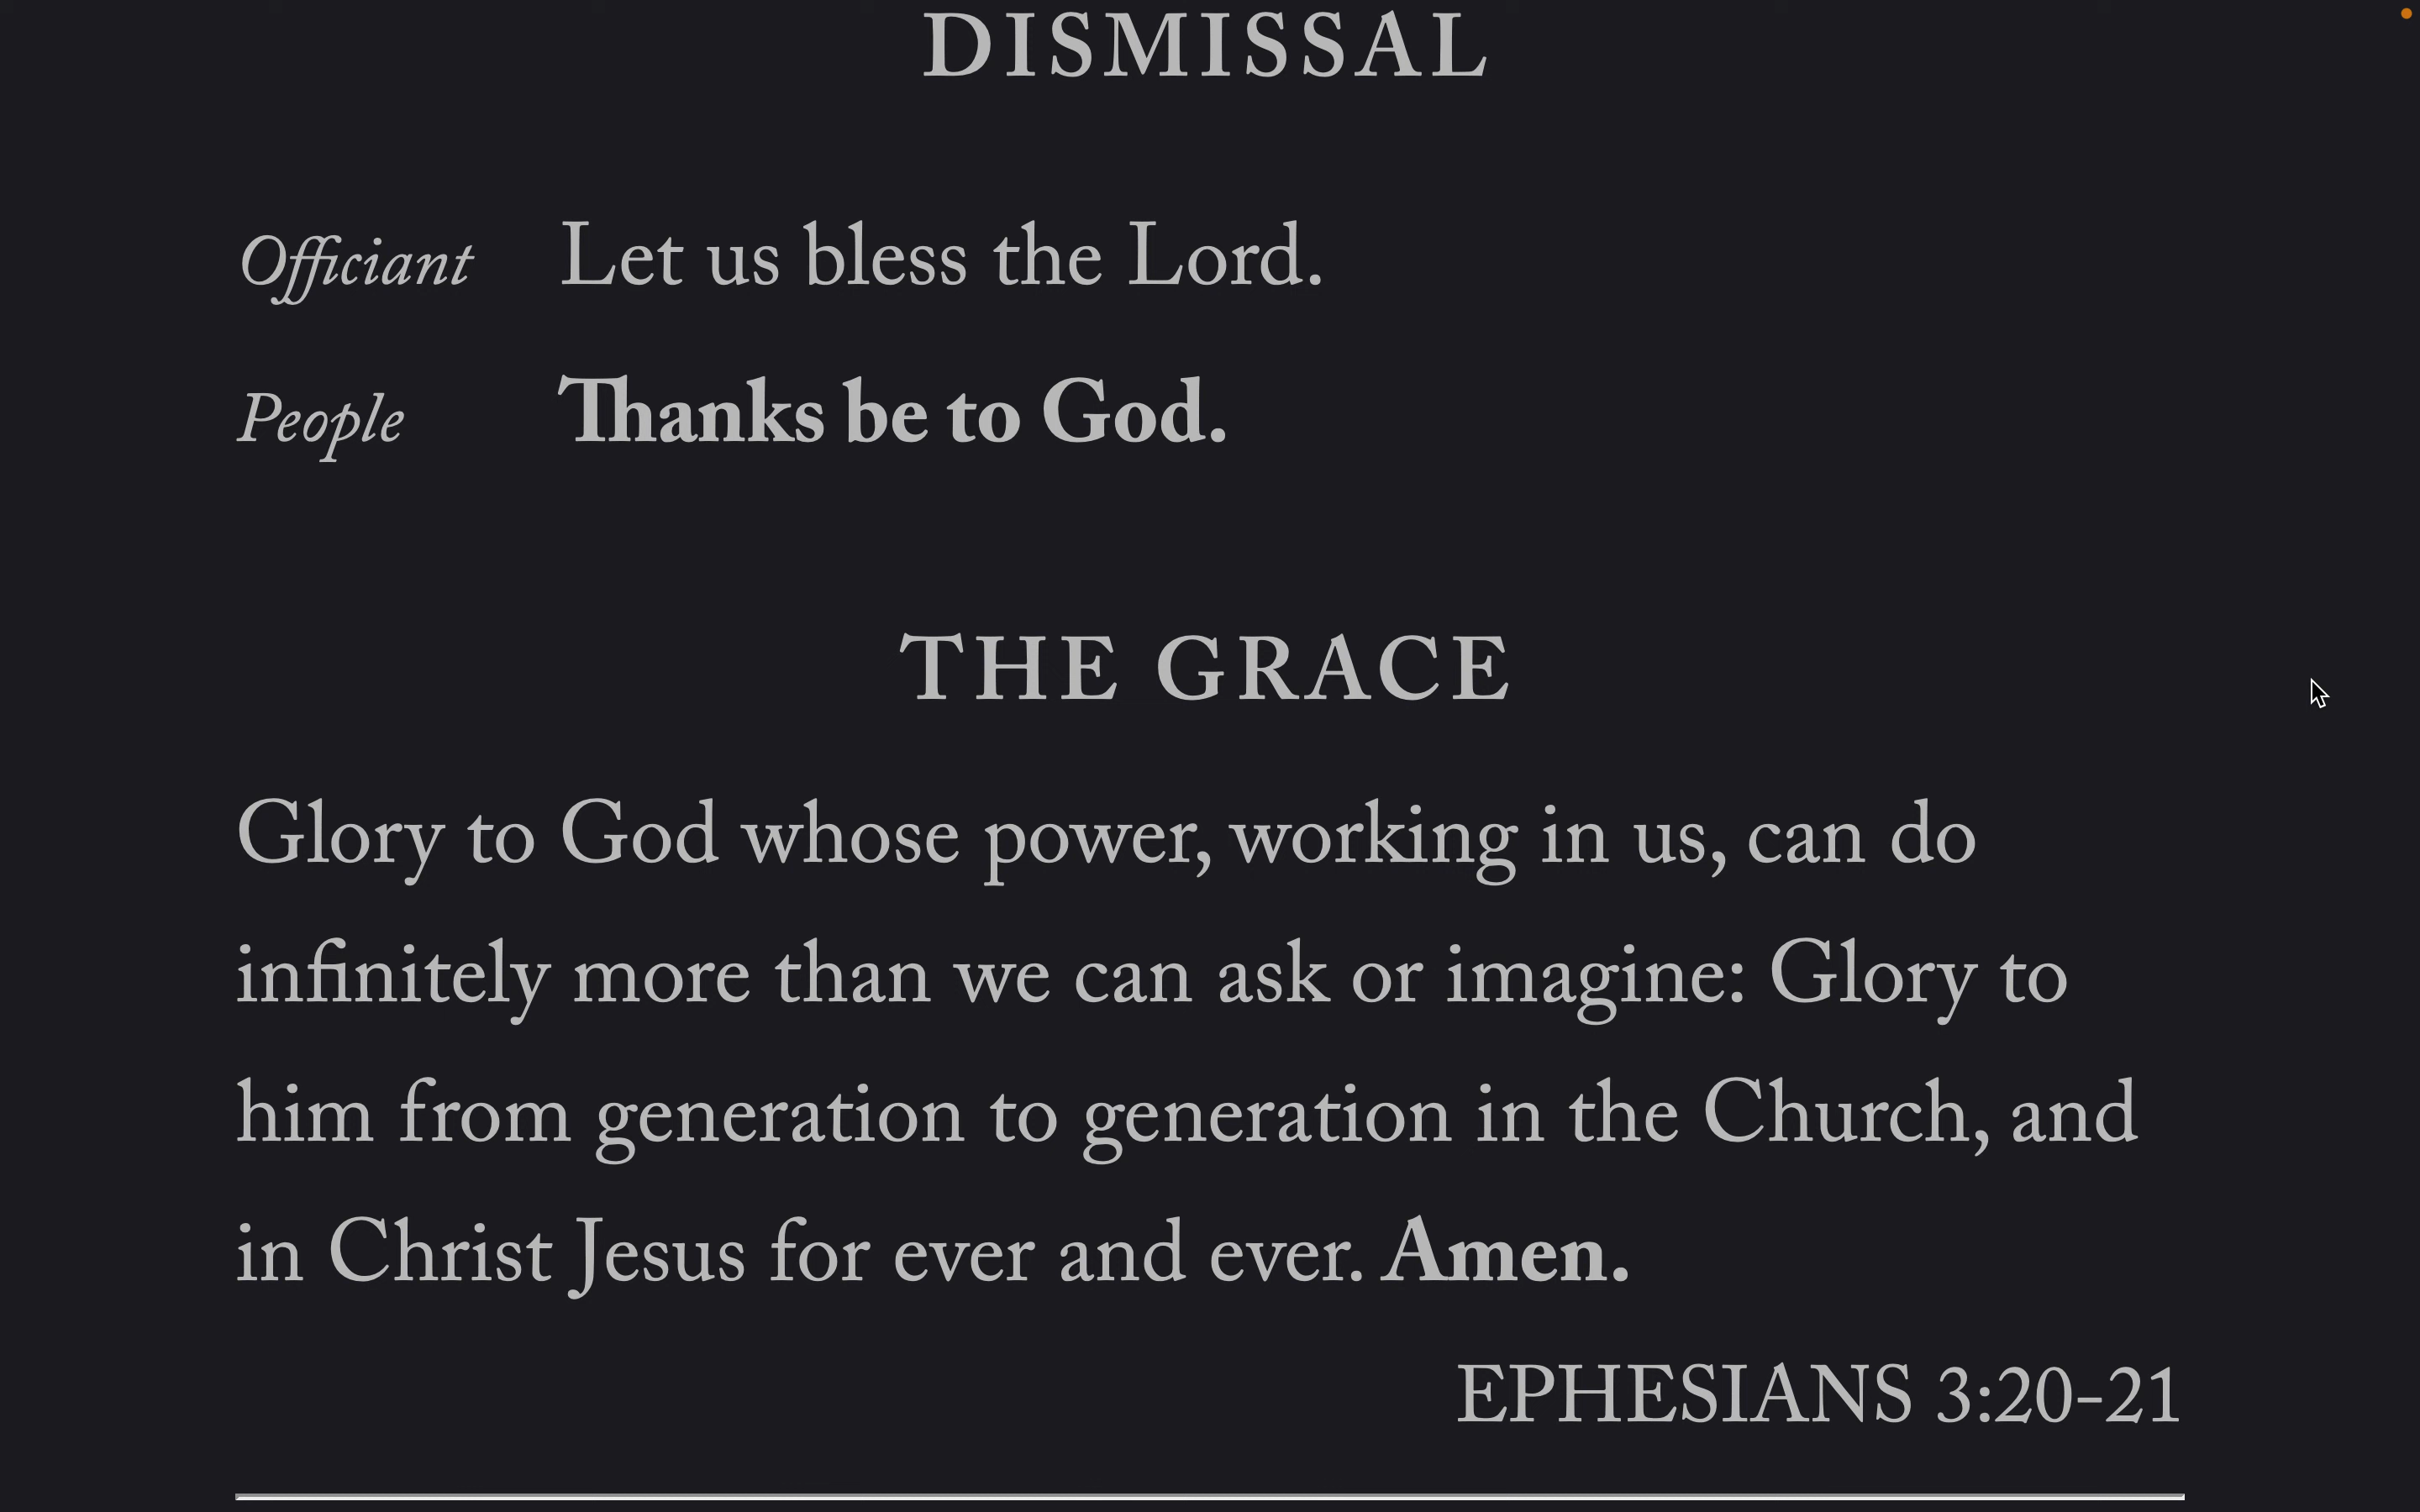 DISMISSAL
Officiant Let us bless the Lord.
People Thanks be to God.
THE GRACE
Glory to God whose power, working in us, can do
infinitely more than we can ask or imagine: Glory to
him from generation to generation in the Church, and
in Christ Jesus for ever and ever. Amen.
EPHESIANS 3:20-21